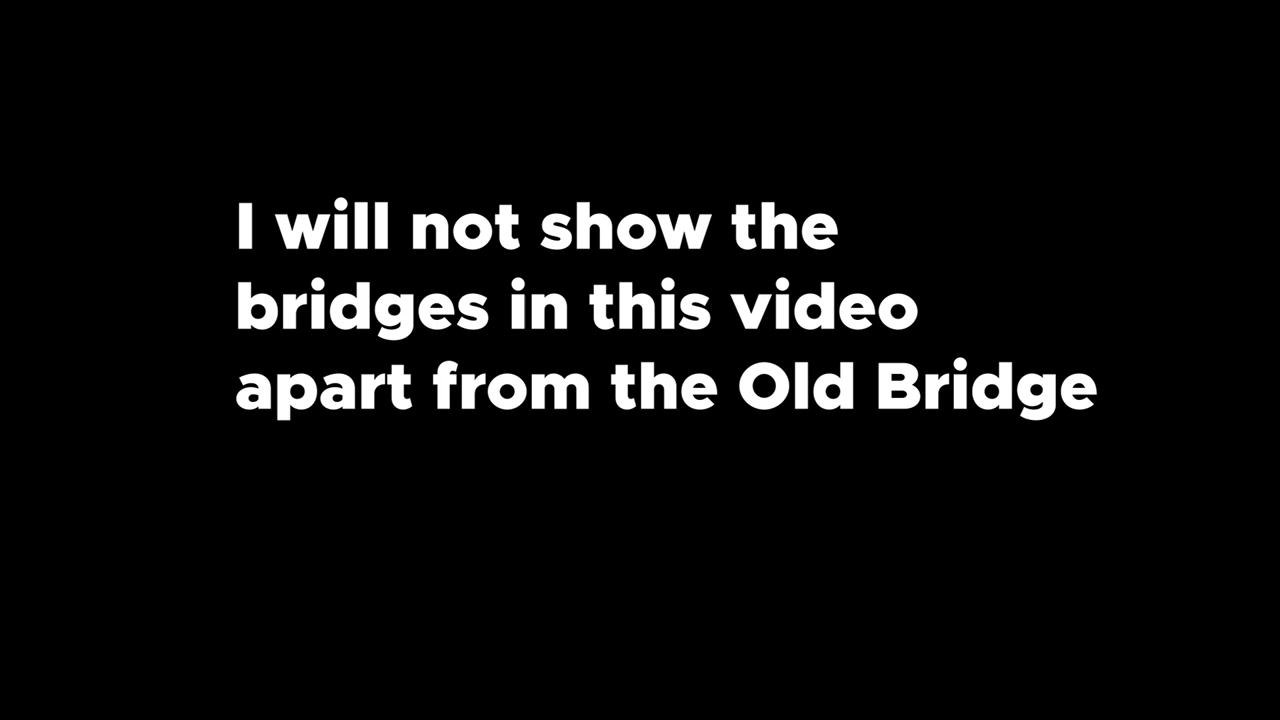 I will not show the
bridges in this video
apart from the Old Bridge